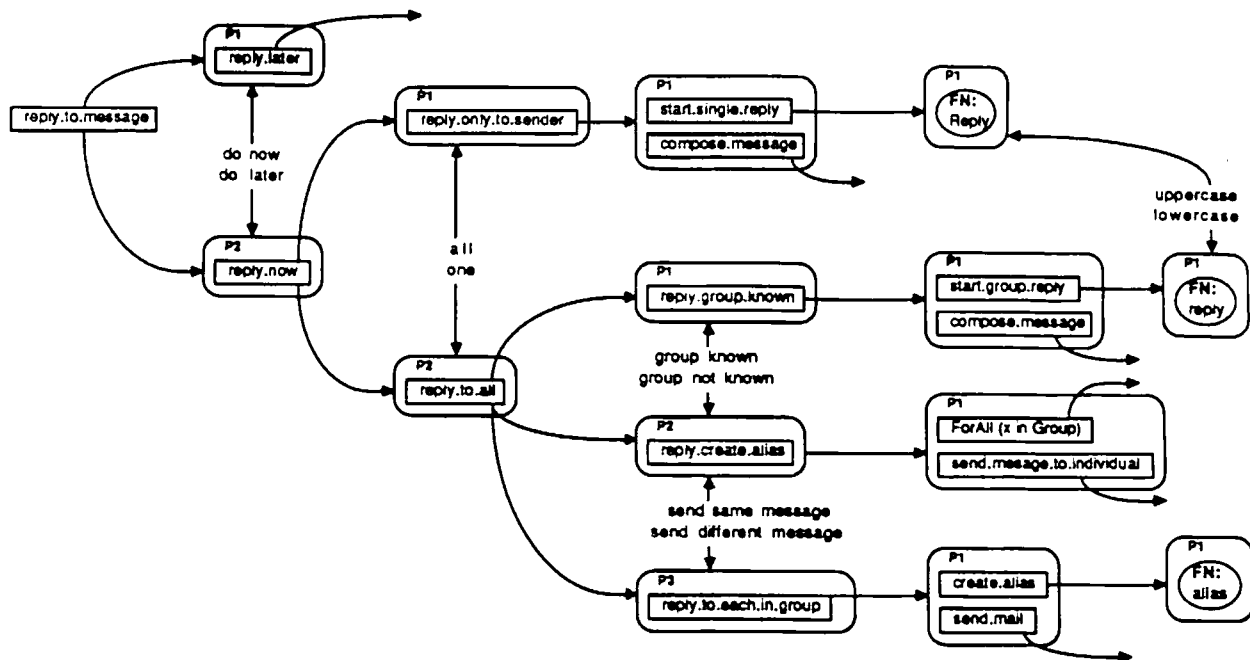 reply.to.message
P1
reply.later
do now
do later
P2
reply.now
P1
reply.only.to.sender
all
one
P2
reply.to.all
P1
start.single.reply
compose.message
P1
FN:
Reply
uppercase
lowercase
P1
reply.group.known
group known
group not known
P2
reply.create.alias
send same message
send different message
P3
reply.to.each.in.group
P1
start.group.reply
compose.message
P1
FN:
reply
P1
ForAll (x in Group)
send.mesage.to.individual
P1
create.alias
send.mail
P1
FN:
alias